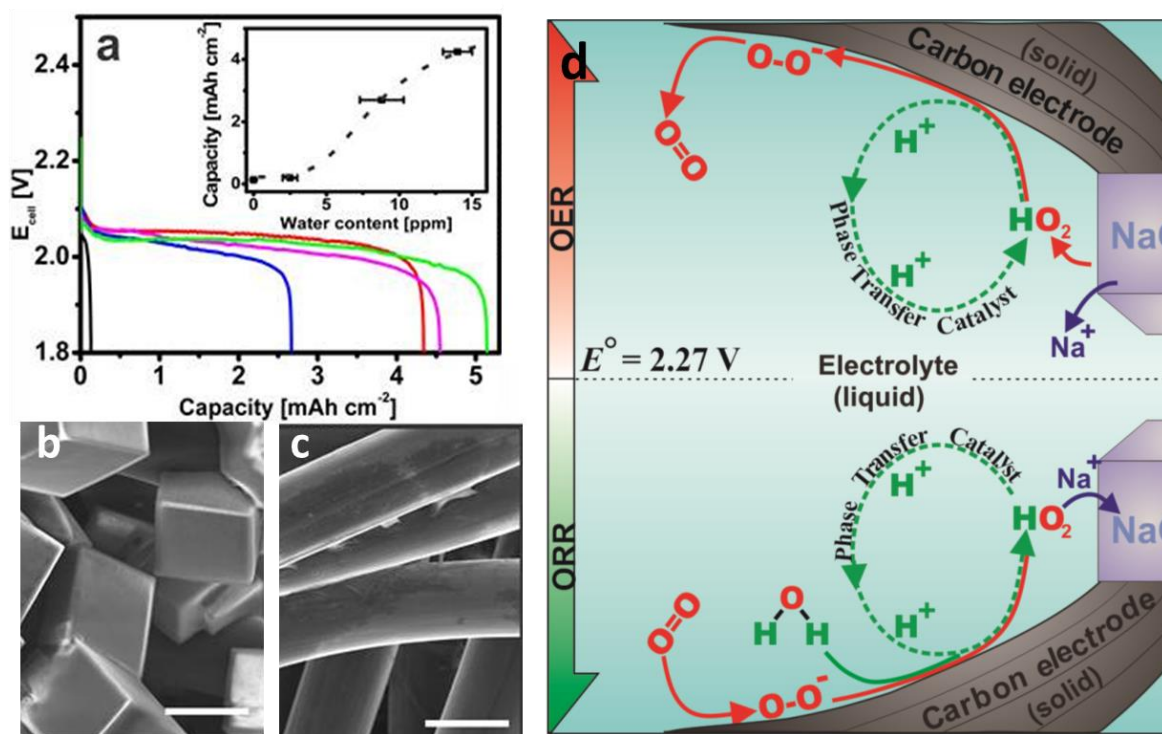 a
2.4
2.2
2.0
1.8
E_cell [V]
0 1 2 3 4 5
Capacity [mAh cm⁻²]
4
2
0
Capacity [mAh cm⁻²]
0 5 10 15
Water content [ppm]
b
c
d
OER
ORR
O-O⁻
O=O
H⁺
H⁺
HO₂
Phase Transfer Catalyst
Carbon electrode
(solid)
Na⁺
E° = 2.27 V
Electrolyte
(liquid)
Phase Transfer Catalyst
H⁺
H⁺
HO₂
Na⁺
O=O
O
H H
O-O⁻
Carbon electrode
(solid)